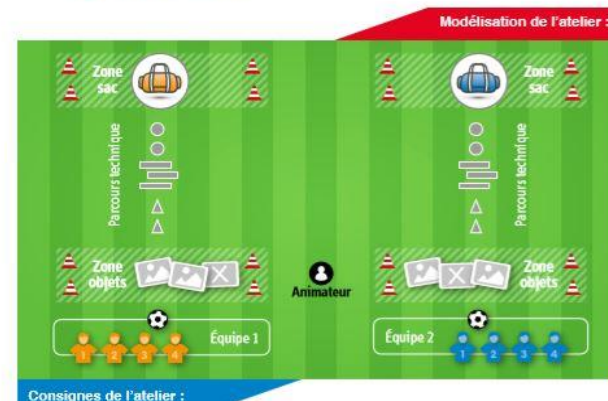 Modélisation de l'atelier :
Zone
sac
Zone
sac
Parcours technique
Parcours technique
Zone
objets
Animateur
Zone
objets
Équipe 1
1 2 3 4
Équipe 2
1 2 3 4
Consignes de l'atelier :